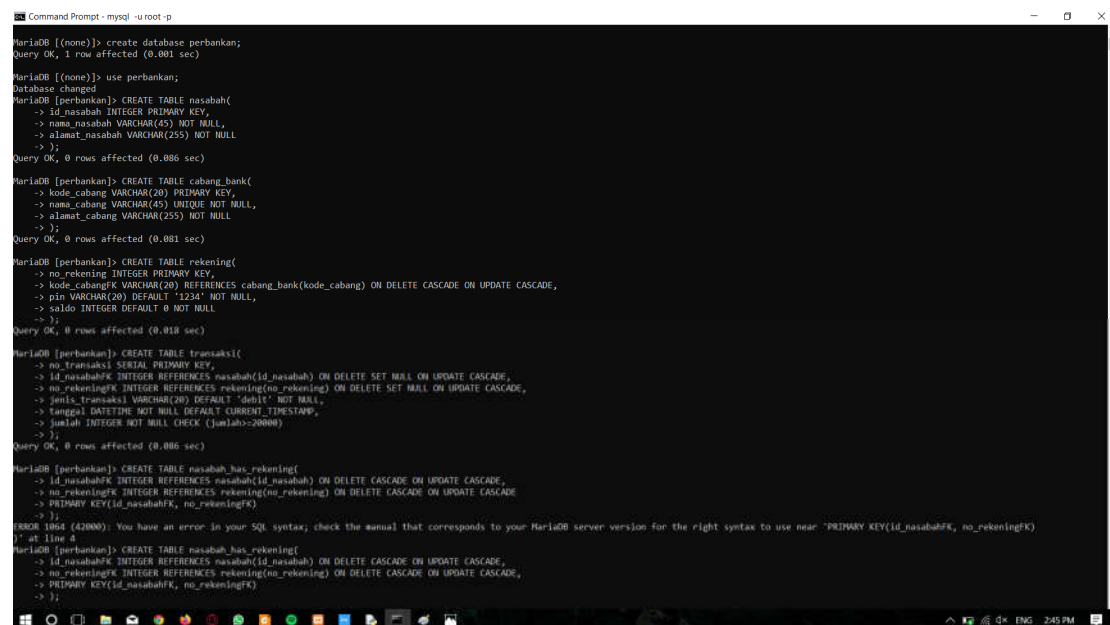 Command Prompt - mysql -u root -p
MariaDB [(none)]> create database perbankan;
Query OK, 1 row affected (0.001 sec)
MariaDB [(none)]> use perbankan;
Database changed
MariaDB [perbankan]> CREATE TABLE nasabah(
-> id_nasabah INTEGER PRIMARY KEY,
-> nama_nasabah VARCHAR(45) NOT NULL,
-> alamat_nasabah VARCHAR(255) NOT NULL
-> );
Query OK, 0 rows affected (0.086 sec)
MariaDB [perbankan]> CREATE TABLE cabang_bank(
-> kode_cabang VARCHAR(20) PRIMARY KEY,
-> nama_cabang VARCHAR(45) UNIQUE NOT NULL,
-> alamat_cabang VARCHAR(255) NOT NULL
-> );
Query OK, 0 rows affected (0.081 sec)
MariaDB [perbankan]> CREATE TABLE rekening(
-> no_rekening INTEGER PRIMARY KEY,
-> kode_cabangFK VARCHAR(20) REFERENCES cabang_bank(kode_cabang) ON DELETE CASCADE ON UPDATE CASCADE,
-> pin VARCHAR(20) DEFAULT '1234' NOT NULL,
-> saldo INTEGER DEFAULT 0 NOT NULL
-> );
Query OK, 0 rows affected (0.018 sec)
MariaDB [perbankan]> CREATE TABLE transaksi(
-> no_transaksi SERIAL PRIMARY KEY,
-> id_nasabahFK INTEGER REFERENCES nasabah(id_nasabah) ON DELETE SET NULL ON UPDATE CASCADE,
-> no_rekeningFK INTEGER REFERENCES rekening(no_rekening) ON DELETE SET NULL ON UPDATE CASCADE,
-> jenis_transaksi VARCHAR(20) DEFAULT 'debit' NOT NULL,
-> tanggal DATETIME NOT NULL DEFAULT CURRENT_TIMESTAMP,
-> jumlah INTEGER NOT NULL CHECK (jumlah>=20000)
-> );
Query OK, 0 rows affected (0.086 sec)
MariaDB [perbankan]> CREATE TABLE nasabah_has_rekening(
-> id_nasabahFK INTEGER REFERENCES nasabah(id_nasabah) ON DELETE CASCADE ON UPDATE CASCADE,
-> no_rekeningFK INTEGER REFERENCES rekening(no_rekening) ON DELETE CASCADE ON UPDATE CASCADE
-> PRIMARY KEY(id_nasabahFK, no_rekeningFK)
-> );
ERROR 1064 (42000): You have an error in your SQL syntax; check the manual that corresponds to your MariaDB server version for the right syntax to use near 'PRIMARY KEY(id_nasabahFK, no_rekeningFK)
)' at line 4
MariaDB [perbankan]> CREATE TABLE nasabah_has_rekening(
-> id_nasabahFK INTEGER REFERENCES nasabah(id_nasabah) ON DELETE CASCADE ON UPDATE CASCADE,
-> no_rekeningFK INTEGER REFERENCES rekening(no_rekening) ON DELETE CASCADE ON UPDATE CASCADE,
-> PRIMARY KEY(id_nasabahFK, no_rekeningFK)
-> );
ENG 2:45 PM